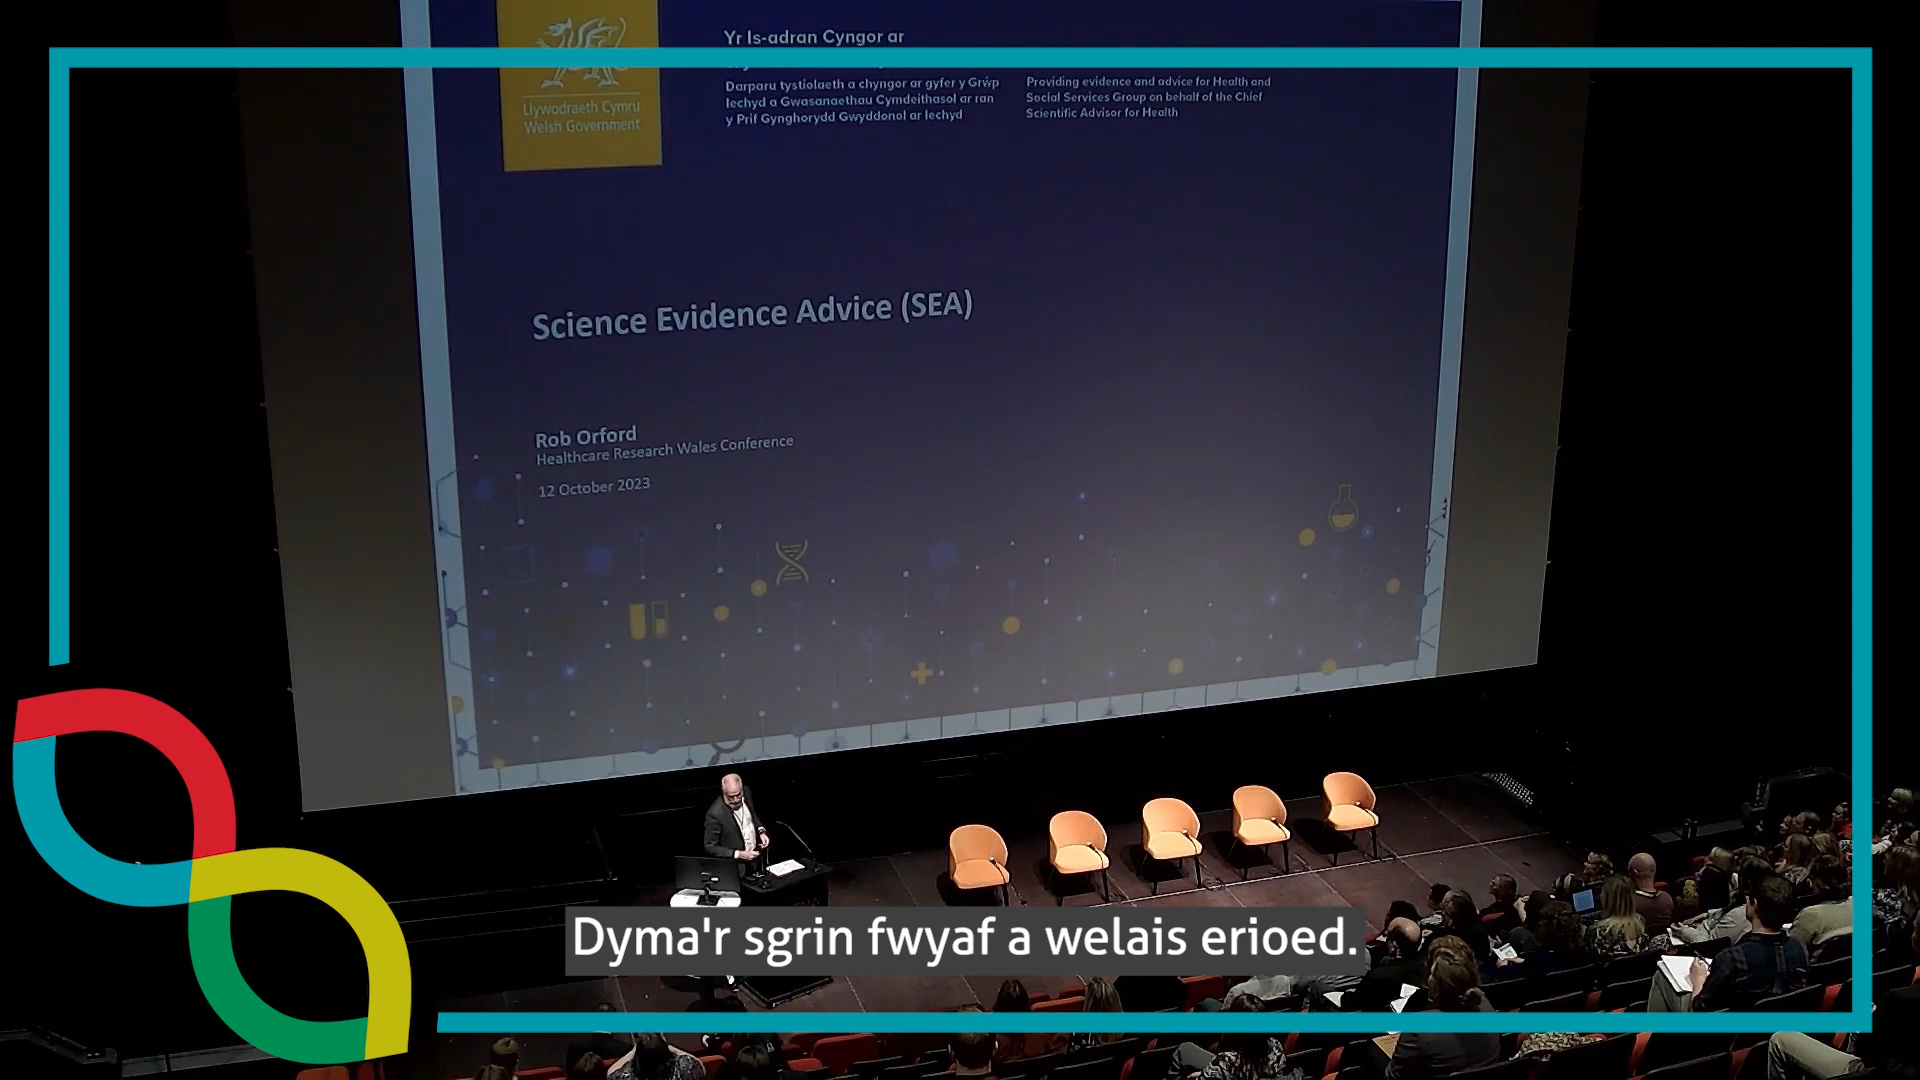 Llywodraeth Cymru
Welsh Government
Yr Is-adran Cyngor ar
Darparu tystiolaeth a chyngor ar gyfer y Grŵp
Iechyd a Gwasanaethau Cymdeithasol ar ran
y Prif Gynghorydd Gwyddonol ar Iechyd
Providing evidence and advice for Health and
Social Services Group on behalf of the Chief
Scientific Advisor for Health
Science Evidence Advice (SEA)
Rob Orford
Healthcare Research Wales Conference
12 October 2023
Dyma'r sgrin fwyaf a welais erioed.